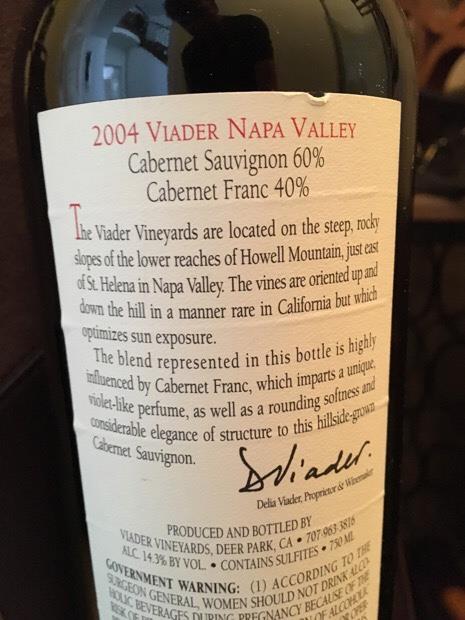 2004 VIADER NAPA VALLEY
Cabernet Sauvignon 60%
Cabernet Franc 40%
The Viader Vineyards are located on the steep, rocky
slopes of the lower reaches of Howell Mountain, just east
of St. Helena in Napa Valley. The vines are oriented up and
down the hill in a manner rare in California but which
optimizes sun exposure.
The blend represented in this bottle is highly
influenced by Cabernet Franc, which imparts a unique,
violet-like perfume, as well as a rounding softness and
considerable elegance of structure to this hillside-grown
Cabernet Sauvignon.
DViader.
Delia Viader, Proprietor & Winemaker
PRODUCED AND BOTTLED BY
VIADER VINEYARDS, DEER PARK, CA • 707-963-3816
ALC. 14.3% BY VOL. • CONTAINS SULFITES • 750 ML
GOVERNMENT WARNING: (1) ACCORDING TO THE
SURGEON GENERAL, WOMEN SHOULD NOT DRINK ALCO-
HOLIC BEVERAGES DURING PREGNANCY BECAUSE OF THE
RISK OF OF ALCOHOLIC